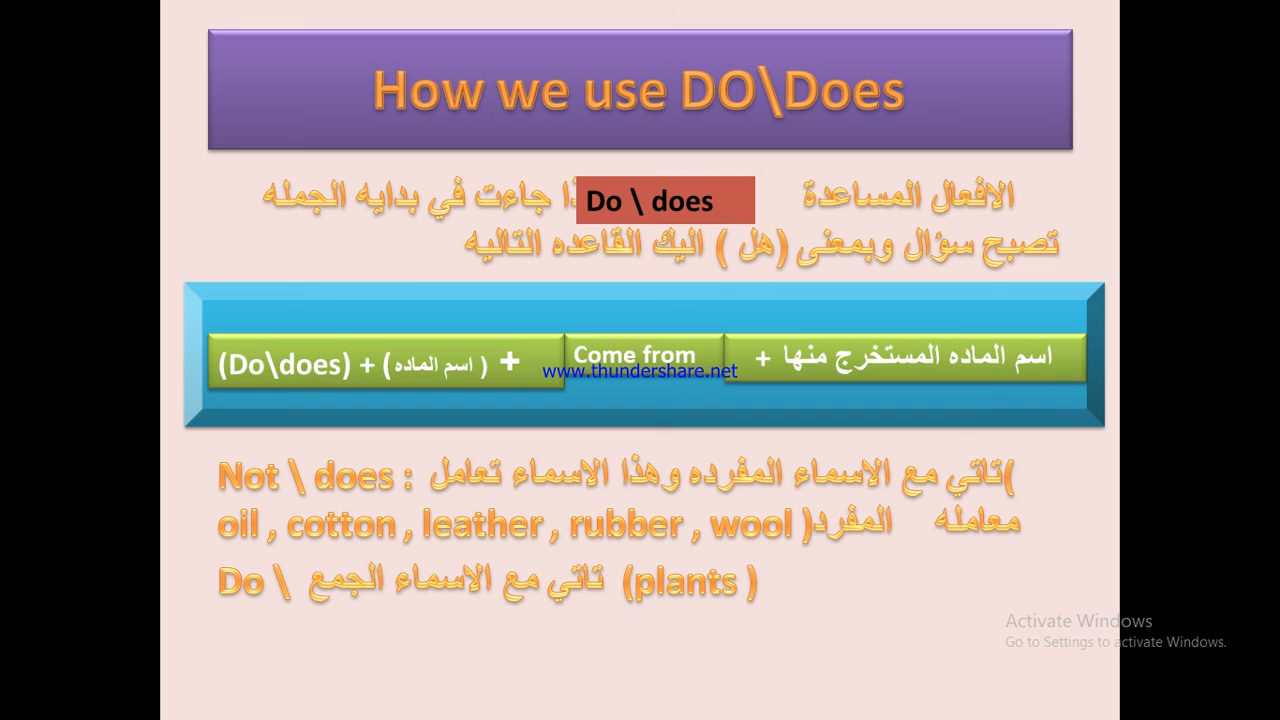 How we use DO\Does
الافعال المساعدة Do \ does جاءت في بدايه الجمله
تصبح سؤال وبمعنى (هل ) اليك القاعده التاليه
(Do\does) + (اسم الماده ) +
Come from
+ اسم الماده المستخرج منها
www.thundershare.net
Not \ does : تاتي مع الاسماء المفرده وهذا الاسماء تعامل(
معامله المفرد( oil , cotton , leather , rubber , wool
Do \ تاتي مع الاسماء الجمع (plants )
Activate Windows
Go to Settings to activate Windows.